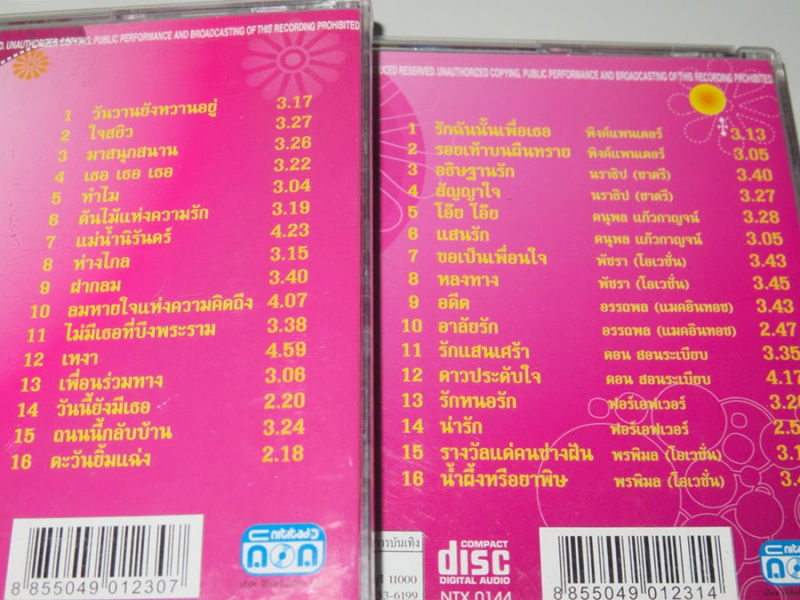 D. UNAUTHORIZED COPYING, PUBLIC PERFORMANCE AND BROADCASTING OF THIS RECORDING PROHIBITED
1 วันวานยังหวานอยู่ 3.17
2 ใจสยิว 3.27
3 มาสนุกสนาน 3.26
4 เธอ เธอ เธอ 3.22
5 ทำไม 3.04
6 ต้นไม้แห่งความรัก 3.19
7 แม่น้ำนิรันดร์ 4.23
8 ห่างไกล 3.15
9 ฝากลม 3.40
10 ลมหายใจแห่งความคิดถึง 4.07
11 ไม่มีเธอที่บึงพระราม 3.38
12 เหงา 4.59
13 เพื่อนร่วมทาง 3.06
14 วันนี้ยังมีเธอ 2.20
15 ถนนนี้กลับบ้าน 3.24
16 ตะวันยิ้มแฉ่ง 2.18
8 855049 012307
DUCED RESERVED. UNAUTHORIZED COPYING, PUBLIC PERFORMANCE AND BROADCASTING OF THIS RECORDING PROHIBITED
1 รักฉันนั้นเพื่อเธอ พิงค์แพนเตอร์ 3.13
2 รอยเท้าบนผืนทราย พิงค์แพนเตอร์ 3.05
3 อธิษฐานรัก นราธิป (ชาตรี) 3.40
4 สัญญาใจ นราธิป (ชาตรี) 3.27
5 โอ๊ย โอ๊ย ดนุพล แก้วกาญจน์ 3.28
6 แสนรัก ดนุพล แก้วกาญจน์ 3.05
7 ขอเป็นเพื่อนใจ พัชรา (โอเวชั่น) 3.43
8 หลงทาง พัชรา (โอเวชั่น) 3.45
9 อดีต อรรถพล (แมคอินทอช) 3.43
10 อาลัยรัก อรรถพล (แมคอินทอช) 2.47
11 รักแสนเศร้า ดอน สอนระเบียบ 3.35
12 ดาวประดับใจ ดอน สอนระเบียบ 4.17
13 รักหนอรัก ฟอร์เอฟเวอร์
14 น่ารัก ฟอร์เอฟเวอร์
15 รางวัลแด่คนช่างฝัน พรพิมล (โอเวชั่น)
16 น้ำผึ้งหรือยาพิษ พรพิมล (โอเวชั่น)
ารบันเทิง
11000
53-6199
COMPACT
disc
DIGITAL AUDIO
NTX 0144
8 855049 012314